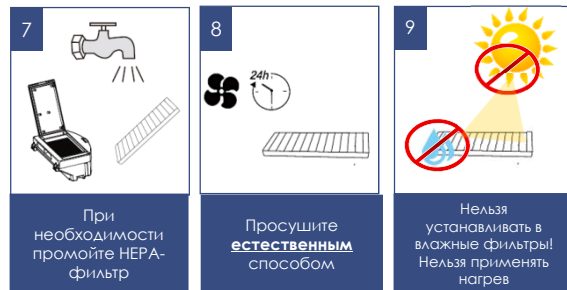 7
При
необходимости
промойте HEPA-
фильтр
8
24h
Просушите
естественным
способом
9
Нельзя
устанавливать в
влажные фильтры!
Нельзя применять
нагрев